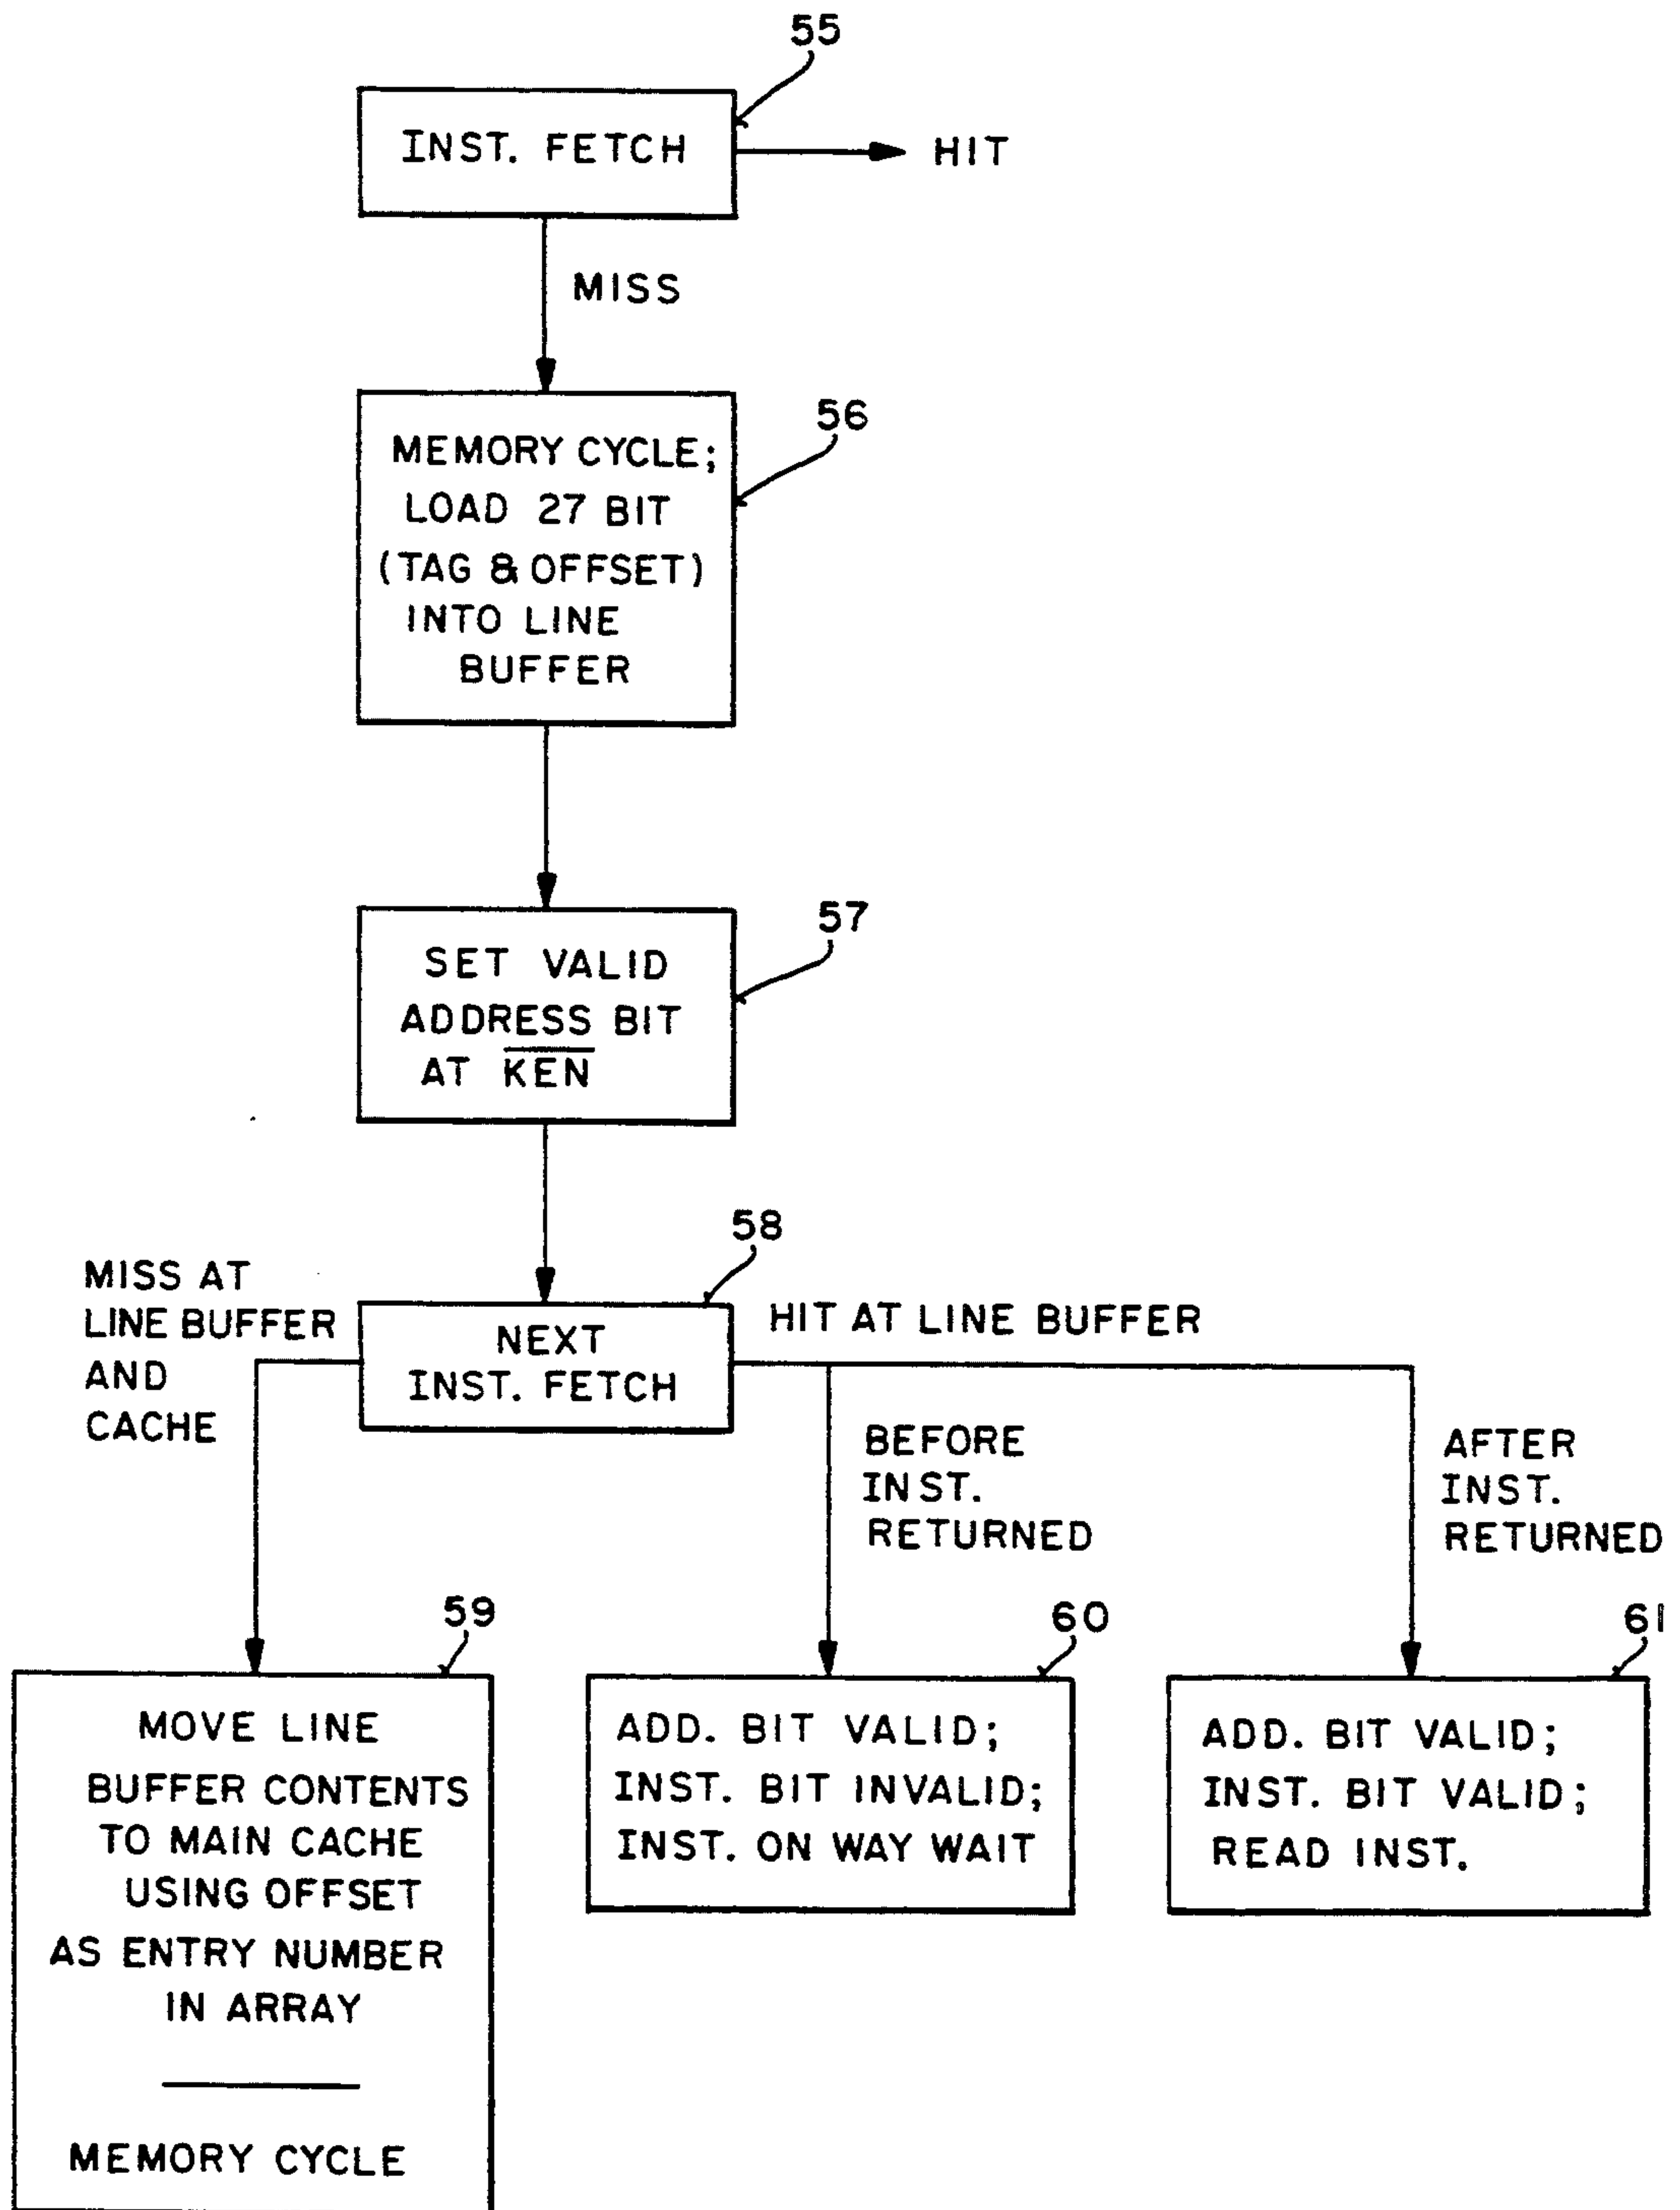 55
INST. FETCH
HIT
MISS
56
MEMORY CYCLE;
LOAD 27 BIT
(TAG & OFFSET)
INTO LINE
BUFFER
57
SET VALID
ADDRESS BIT
AT K̅E̅N̅
58
MISS AT
LINE BUFFER
AND
CACHE
NEXT
INST. FETCH
HIT AT LINE BUFFER
BEFORE
INST.
RETURNED
AFTER
INST.
RETURNED
59
MOVE LINE
BUFFER CONTENTS
TO MAIN CACHE
USING OFFSET
AS ENTRY NUMBER
IN ARRAY
MEMORY CYCLE
60
ADD. BIT VALID;
INST. BIT INVALID;
INST. ON WAY WAIT
61
ADD. BIT VALID;
INST. BIT VALID;
READ INST.